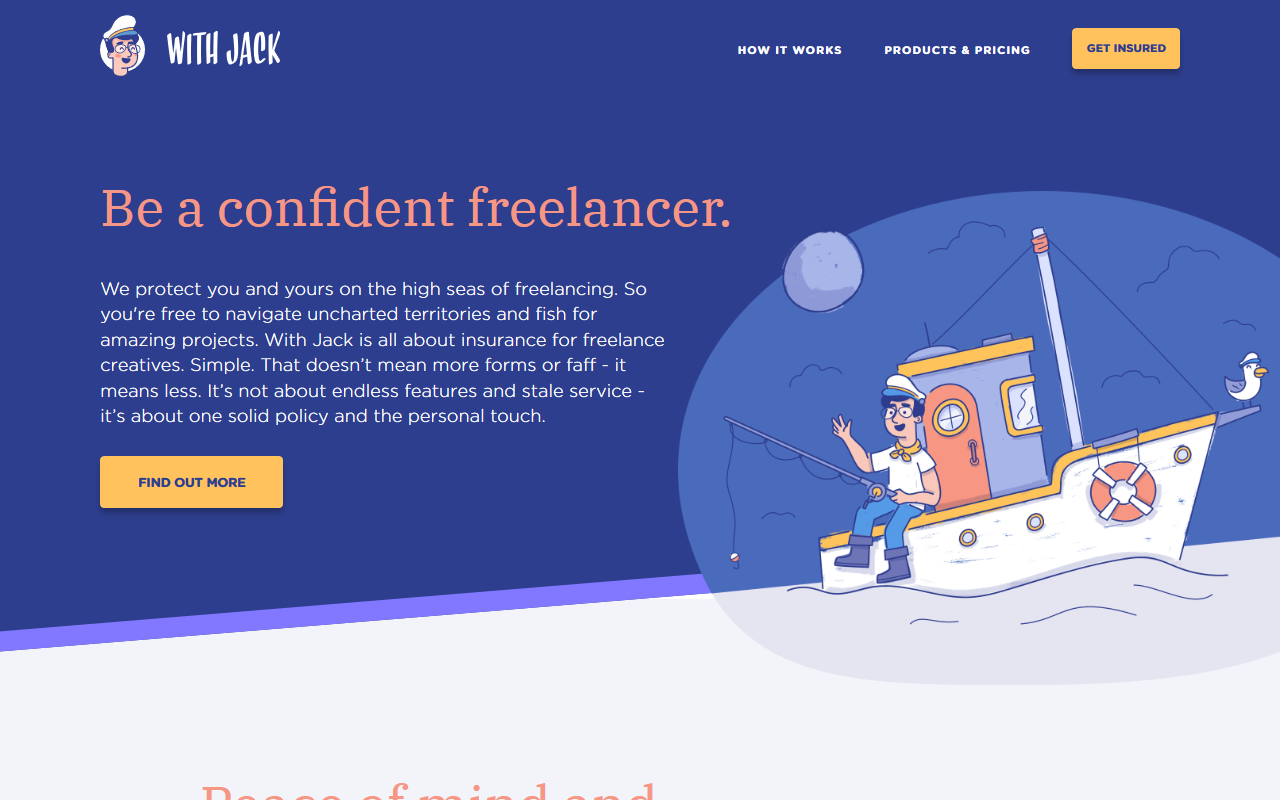 WITH JACK
HOW IT WORKS
PRODUCTS & PRICING
GET INSURED
Be a confident freelancer.
We protect you and yours on the high seas of freelancing. So
you're free to navigate uncharted territories and fish for
amazing projects. With Jack is all about insurance for freelance
creatives. Simple. That doesn’t mean more forms or faff - it
means less. It’s not about endless features and stale service -
it’s about one solid policy and the personal touch.
FIND OUT MORE
Peace of mind and